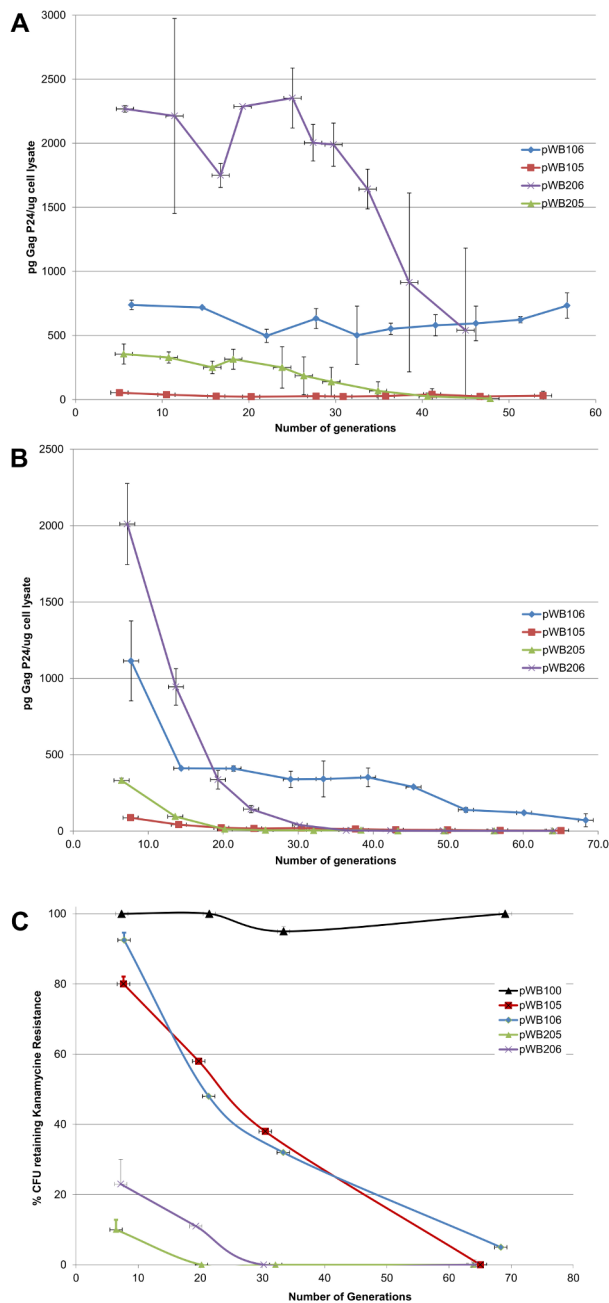 A
pg Gag P24/ug cell lysate
3000
2500
2000
1500
1000
500
0
0 10 20 30 40 50 60
Number of generations
pWB106
pWB105
pWB206
pWB205
B
pg Gag P24/ug cell lysate
2500
2000
1500
1000
500
0
0.0 10.0 20.0 30.0 40.0 50.0 60.0 70.0
Number of generations
pWB106
pWB105
pWB205
pWB206
C
% CFU retaining Kanamycine Resistance
100
80
60
40
20
0
0 10 20 30 40 50 60 70 80
Number of Generations
pWB100
pWB105
pWB106
pWB205
pWB206